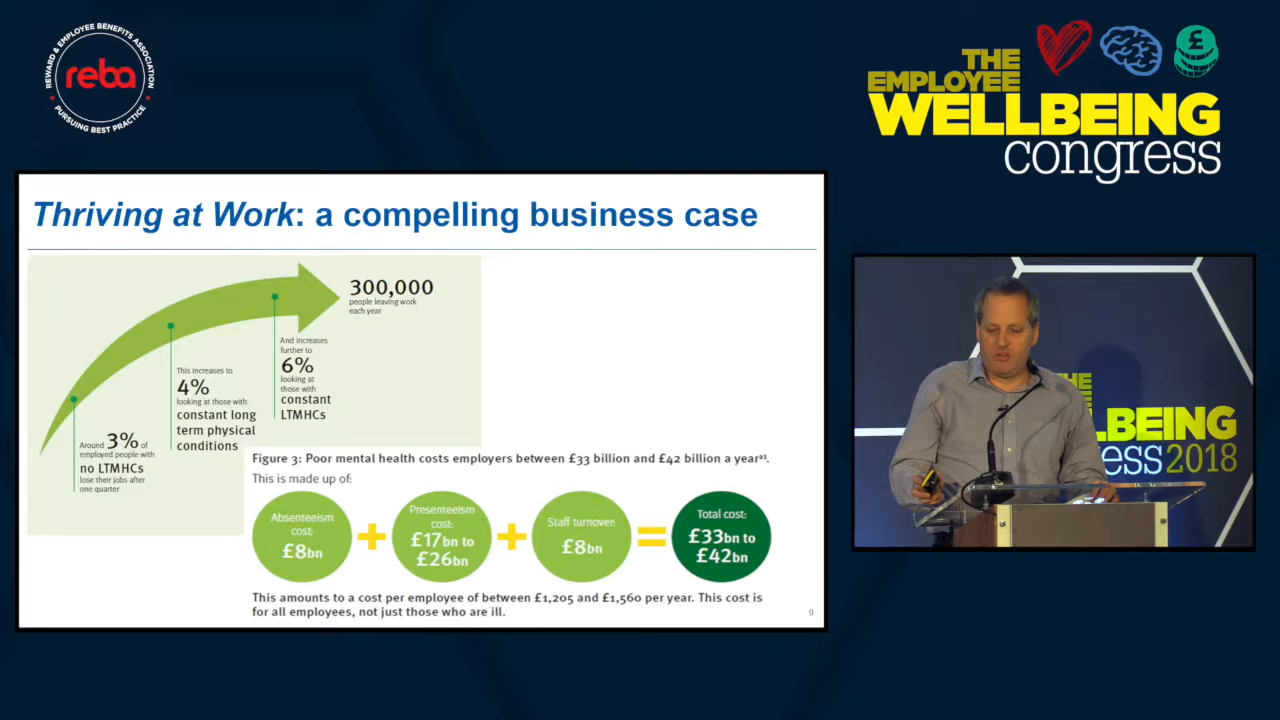 REWARD & EMPLOYEE BENEFITS ASSOCIATION
reba
PURSUING BEST PRACTICE
£
THE
EMPLOYEE
WELLBEING
congress
Thriving at Work: a compelling business case
300,000
people leaving work
each year
And increases
further to
6%
looking at
those with
constant
LTMHCs
This increases to
4%
looking at those with
constant long
term physical
conditions
Around 3% of
employed people with
no LTMHCs
lose their jobs after
one quarter
Figure 3: Poor mental health costs employers between £33 billion and £42 billion a year²¹.
This is made up of:
Absenteeism
cost:
£8bn
+
Presenteeism
cost:
£17bn to
£26bn
+
Staff turnover:
£8bn
=
Total cost:
£33bn to
£42bn
This amounts to a cost per employee of between £1,205 and £1,560 per year. This cost is
for all employees, not just those who are ill.
9
THE
LBEING
ess 2018